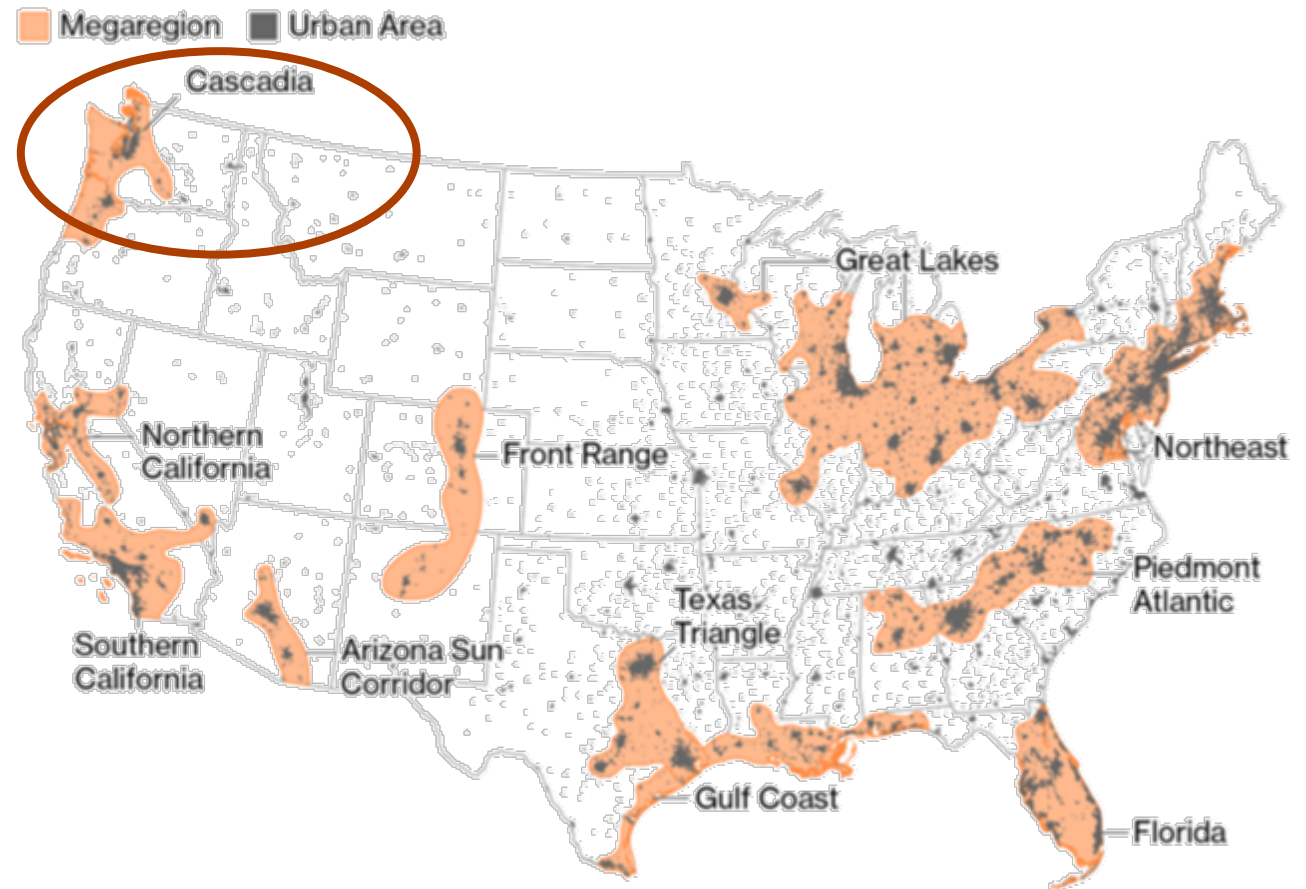 Megaregion Urban Area
Cascadia
Great Lakes
Northern
California
Front Range
Northeast
Piedmont
Atlantic
Texas
Triangle
Southern
California
Arizona Sun
Corridor
Gulf Coast
Florida